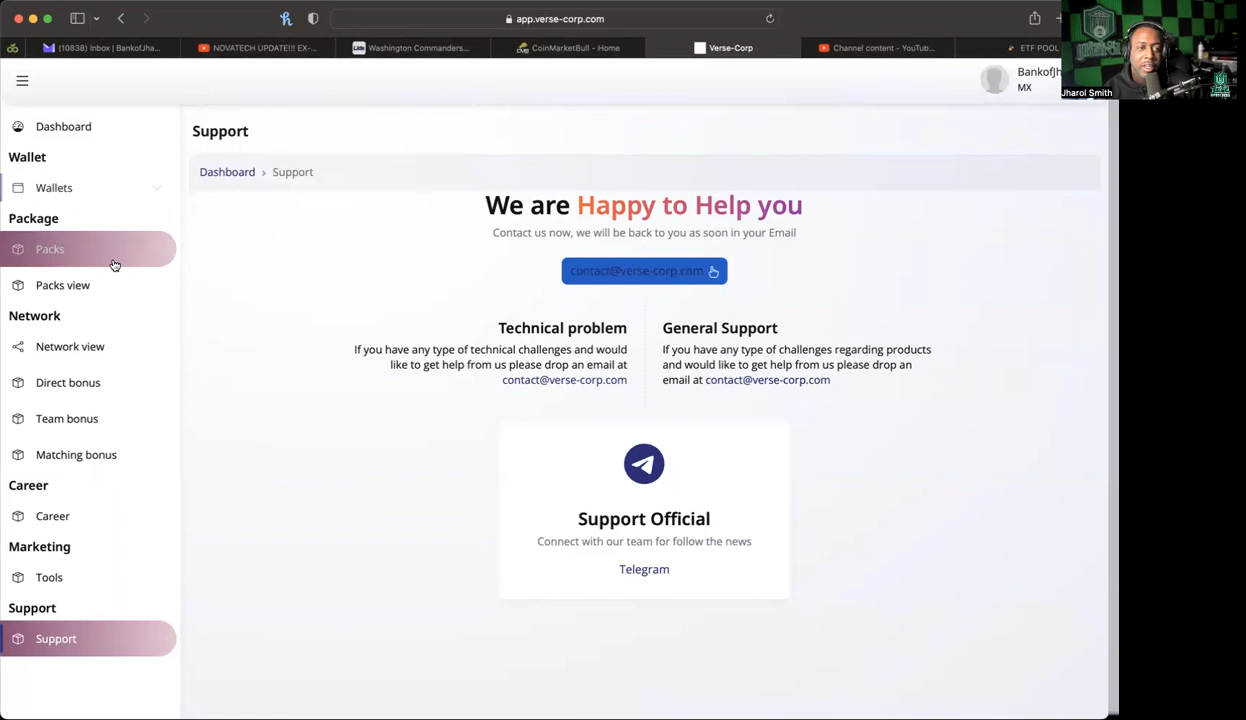 app.verse-corp.com
(10838) Inbox | BankofJha...
NOVATECH UPDATE!!! EX-...
Washington Commanders...
CoinMarketBull - Home
Verse-Corp
Channel content - YouTub...
ETF POOL
BankofJh
MX
Jharol Smith
Dashboard
Wallet
Wallets
Package
Packs
Packs view
Network
Network view
Direct bonus
Team bonus
Matching bonus
Career
Career
Marketing
Tools
Support
Support
Support
Dashboard › Support
We are Happy to Help you
Contact us now, we will be back to you as soon in your Email
contact@verse-corp.com
Technical problem
If you have any type of technical challenges and would
like to get help from us please drop an email at
contact@verse-corp.com
General Support
If you have any type of challenges regarding products
and would like to get help from us please drop an
email at contact@verse-corp.com
Support Official
Connect with our team for follow the news
Telegram